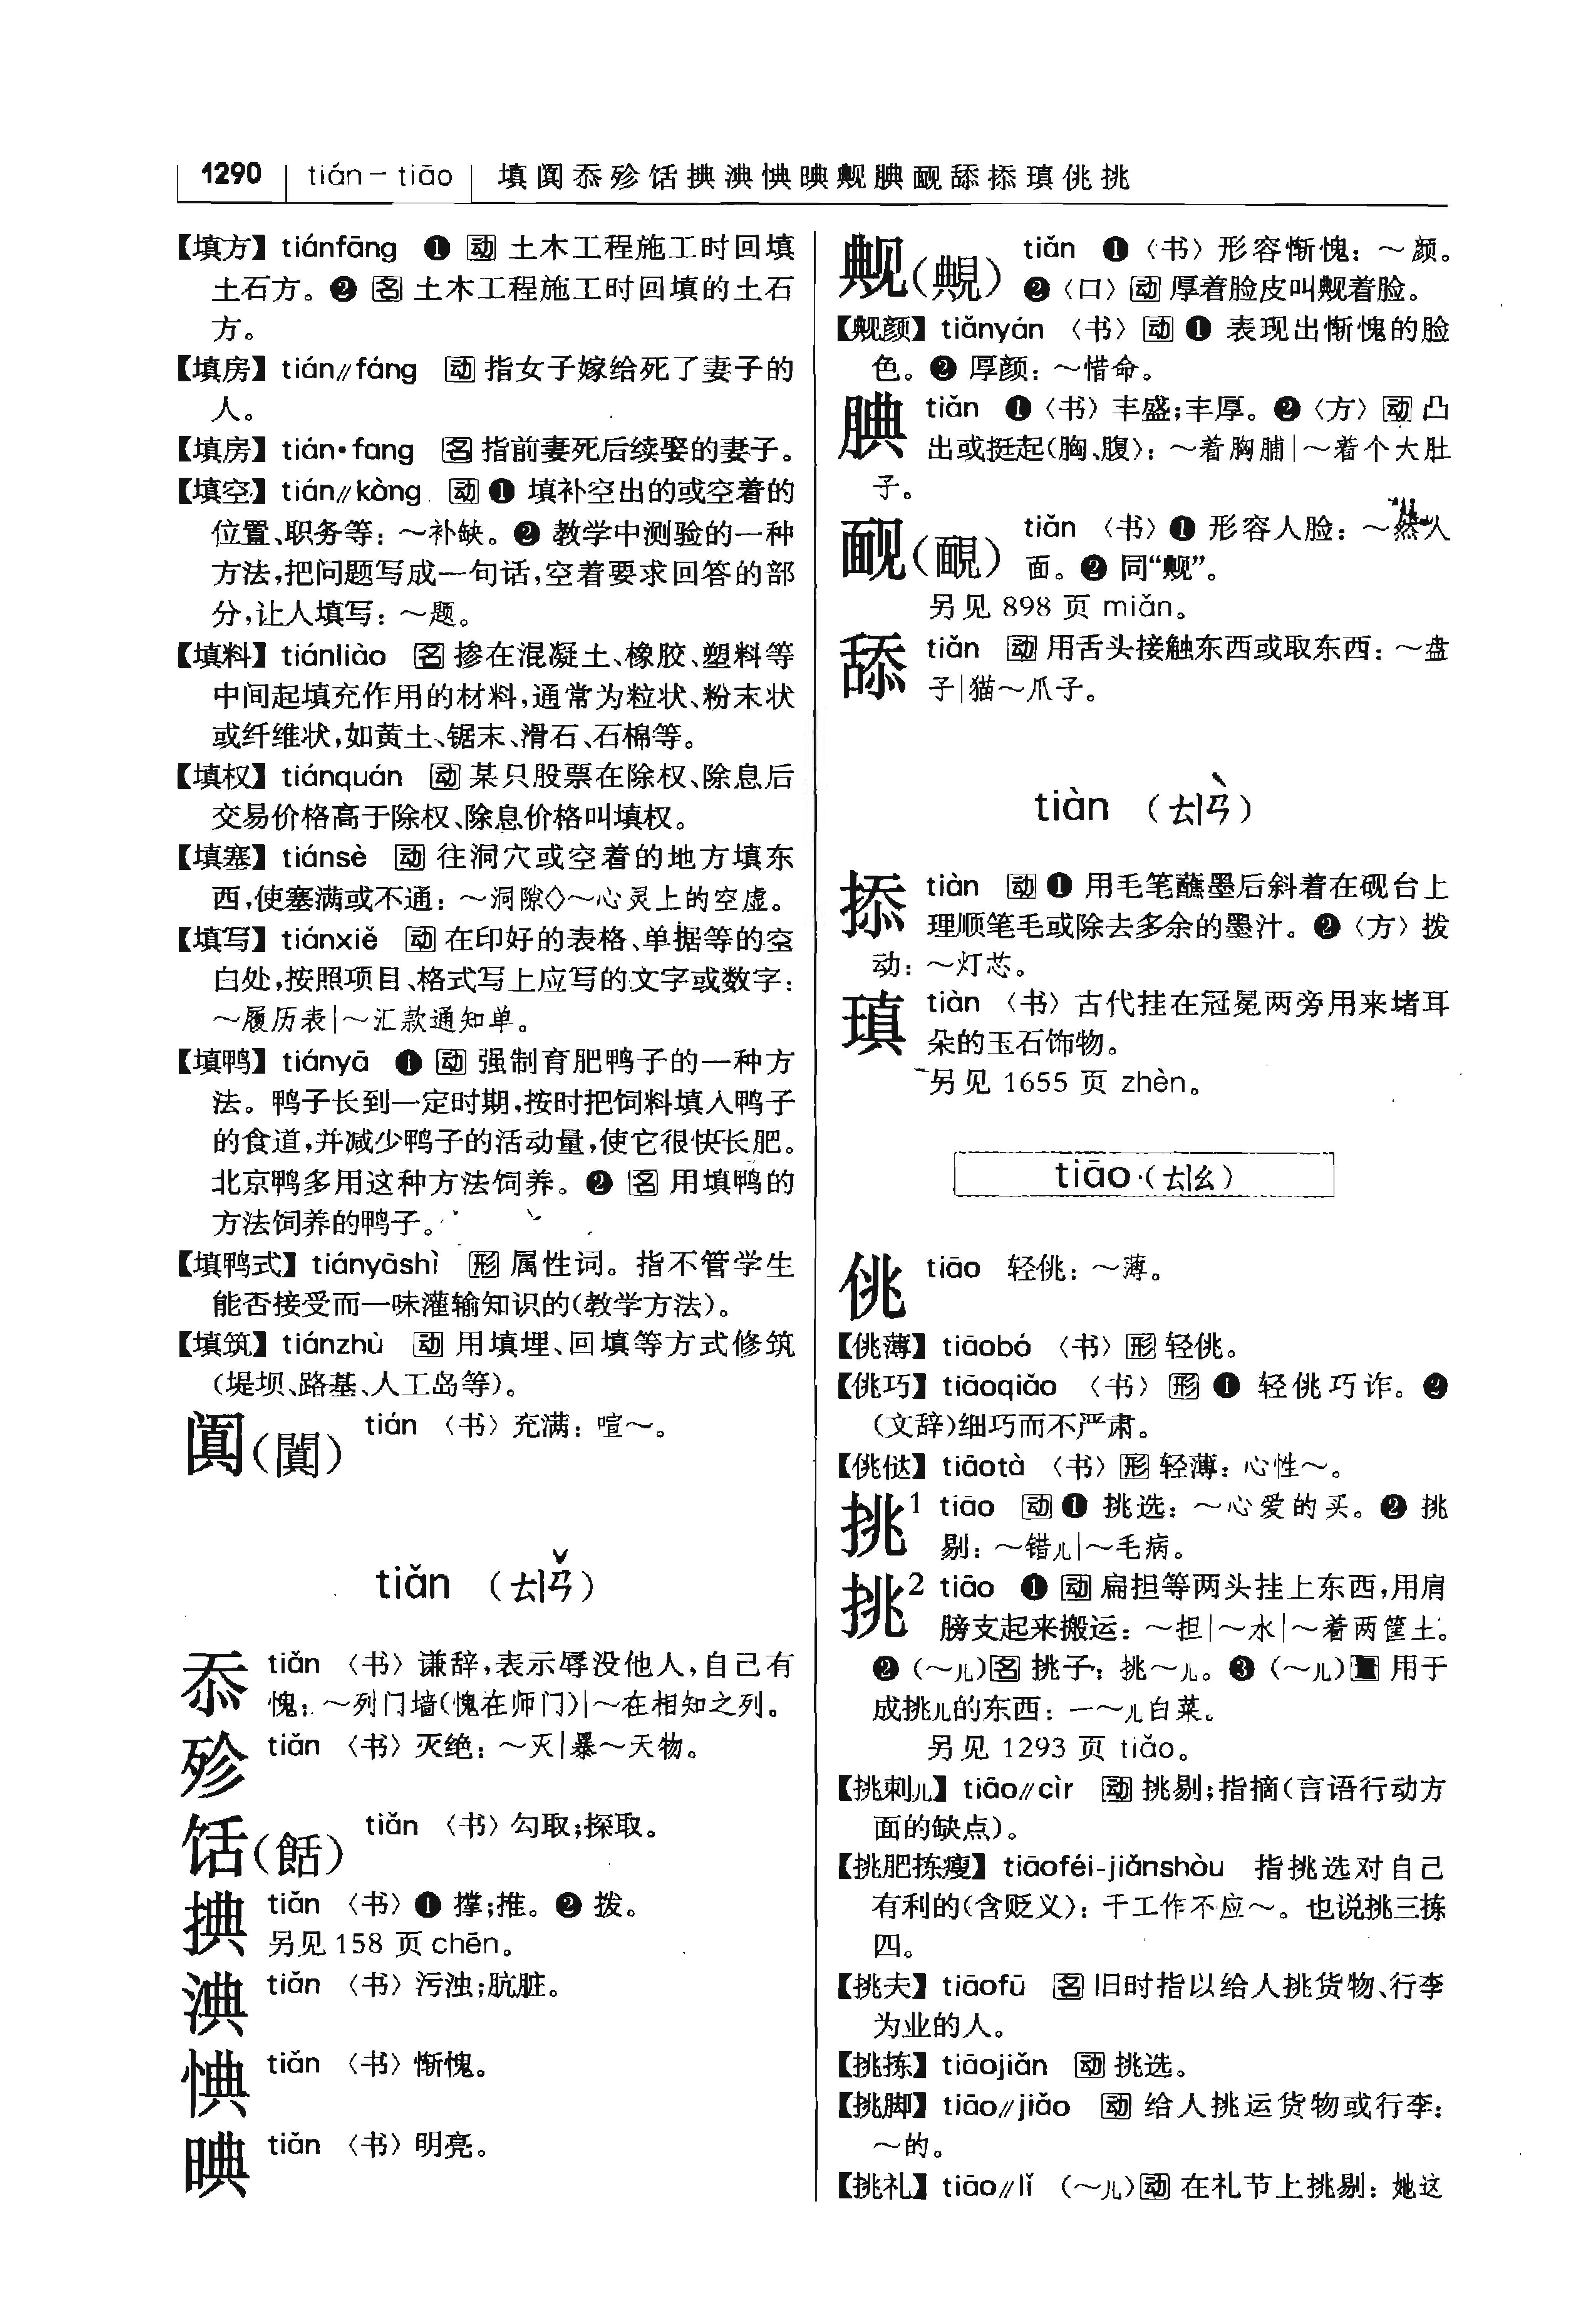 1290 tián－tiāo 填阗忝殄饪㧂淟惧晪觍腆靦舔掭瑱佻挑
【填方】tiánfāng ❶ 动 土木工程施工时回填
土石方。❷ 名 土木工程施工时回填的土石
方。
【填房】tián∥fáng 动 指女子嫁给死了妻子的
人。
【填房】tián·fang 名 指前妻死后续娶的妻子。
【填空】tián∥kòng 动 ❶ 填补空出的或空着的
位置、职务等：～补缺。❷ 教学中测验的一种
方法，把问题写成一句话，空着要求回答的部
分，让人填写：～题。
【填料】tiánliào 名 掺在混凝土、橡胶、塑料等
中间起填充作用的材料，通常为粒状、粉末状
或纤维状，如黄土、锯末、滑石、石棉等。
【填权】tiánquán 动 某只股票在除权、除息后
交易价格高于除权、除息价格叫填权。
【填塞】tiánsè 动 往洞穴或空着的地方填东
西，使塞满或不通：～洞隙◇～心灵上的空虚。
【填写】tiánxiě 动 在印好的表格、单据等的空
白处，按照项目、格式写上应写的文字或数字：
～履历表|～汇款通知单。
【填鸭】tiányā ❶ 动 强制育肥鸭子的一种方
法。鸭子长到一定时期，按时把饲料填入鸭子
的食道，并减少鸭子的活动量，使它很快长肥。
北京鸭多用这种方法饲养。❷ 名 用填鸭的
方法饲养的鸭子。
【填鸭式】tiányāshì 形 属性词。指不管学生
能否接受而一味灌输知识的（教学方法）。
【填筑】tiánzhù 动 用填埋、回填等方式修筑
（堤坝、路基、人工岛等）。
阗（闐） tián 〈书〉充满：喧～。
tiǎn （ㄊㄧㄢˇ）
忝 tiǎn 〈书〉谦辞，表示辱没他人，自己有
愧：～列门墙（愧在师门）|～在相知之列。
殄 tiǎn 〈书〉灭绝：～灭|暴～天物。
𬲃（餂） tiǎn 〈书〉勾取；探取。
㧂 tiǎn 〈书〉❶ 撑；推。❷ 拨。
另见 158 页 chēn。
淟 tiǎn 〈书〉污浊；肮脏。
惧 tiǎn 〈书〉惭愧。
晪 tiǎn 〈书〉明亮。
觍（覥） tiǎn ❶〈书〉形容惭愧：～颜。
❷〈口〉动 厚着脸皮叫觍着脸。
【觍颜】tiǎnyán 〈书〉动 ❶ 表现出惭愧的脸
色。❷ 厚颜：～惜命。
腆 tiǎn ❶〈书〉丰盛；丰厚。❷〈方〉动 凸
出或挺起（胸、腹）：～着胸脯|～着个大肚
子。
𩈎（靦） tiǎn 〈书〉❶ 形容人脸：～然人
面。❷ 同“觍”。
另见 898 页 miǎn。
舔 tiǎn 动 用舌头接触东西或取东西：～盘
子|猫～爪子。
tiàn （ㄊㄧㄢˋ）
掭 tiàn 动 ❶ 用毛笔蘸墨后斜着在砚台上
理顺笔毛或除去多余的墨汁。❷〈方〉拨
动：～灯芯。
瑱 tiàn 〈书〉古代挂在冠冕两旁用来堵耳
朵的玉石饰物。
另见 1655 页 zhèn。
tiāo（ㄊㄧㄠ）
佻 tiāo 轻佻：～薄。
【佻薄】tiāobó 〈书〉形 轻佻。
【佻巧】tiāoqiǎo 〈书〉形 ❶ 轻佻巧诈。❷
（文辞）细巧而不严肃。
【佻㒓】tiāotà 〈书〉形 轻薄：心性～。
挑1 tiāo 动 ❶ 挑选：～心爱的买。❷ 挑
剔：～错儿|～毛病。
挑2 tiāo ❶ 动 扁担等两头挂上东西，用肩
膀支起来搬运：～担|～水|～着两筐土。
❷（～儿）名 挑子：挑～儿。❸（～儿）量 用于
成挑儿的东西：一～儿白菜。
另见 1293 页 tiǎo。
【挑刺儿】tiāo∥cìr 动 挑剔；指摘（言语行动方
面的缺点）。
【挑肥拣瘦】tiāoféi-jiǎnshòu 指挑选对自己
有利的（含贬义）：干工作不应～。也说挑三拣
四。
【挑夫】tiāofū 名 旧时指以给人挑货物、行李
为业的人。
【挑拣】tiāojiǎn 动 挑选。
【挑脚】tiāo∥jiǎo 动 给人挑运货物或行李：
～的。
【挑礼】tiāo∥lǐ （～儿）动 在礼节上挑剔：她这